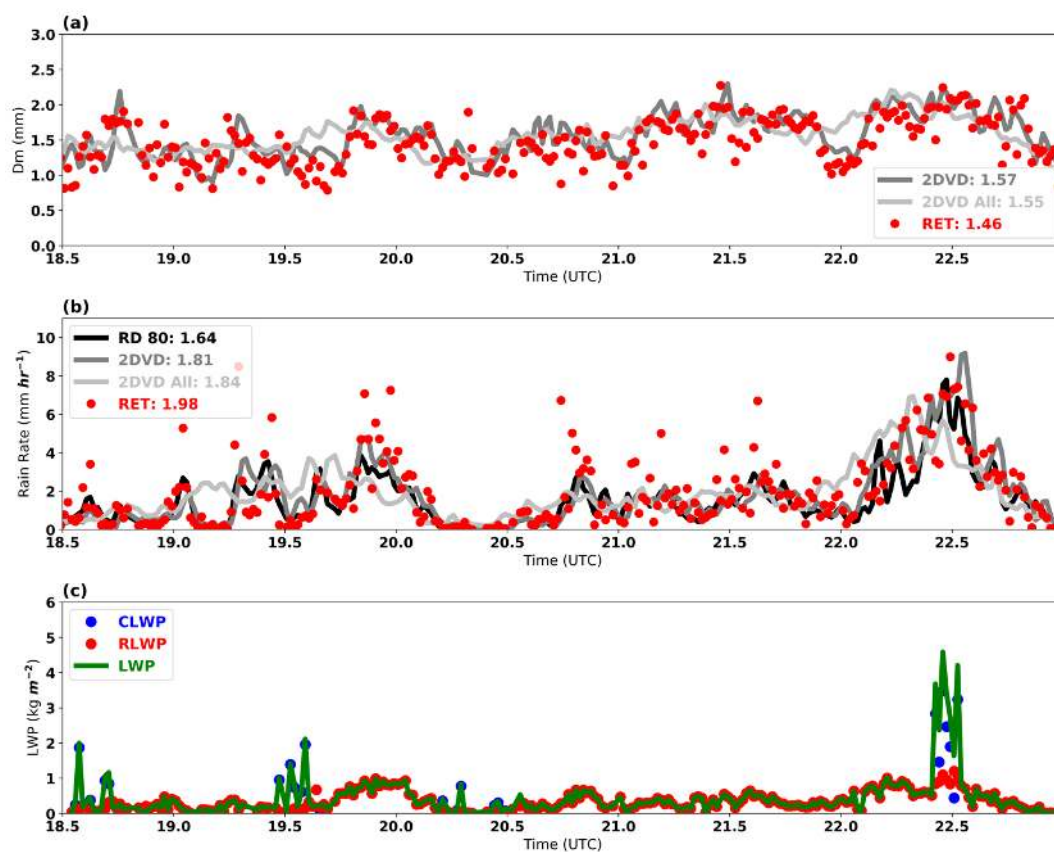 (a)
3.0
2.5
2.0
1.5
1.0
0.5
0.0
Dm (mm)
2DVD: 1.57
2DVD All: 1.55
RET: 1.46
18.5 19.0 19.5 20.0 20.5 21.0 21.5 22.0 22.5
Time (UTC)
(b)
10
8
6
4
2
0
Rain Rate (mm hr⁻¹)
RD 80: 1.64
2DVD: 1.81
2DVD All: 1.84
RET: 1.98
18.5 19.0 19.5 20.0 20.5 21.0 21.5 22.0 22.5
Time (UTC)
(c)
6
5
4
3
2
1
0
LWP (kg m⁻²)
CLWP
RLWP
LWP
18.5 19.0 19.5 20.0 20.5 21.0 21.5 22.0 22.5
Time (UTC)